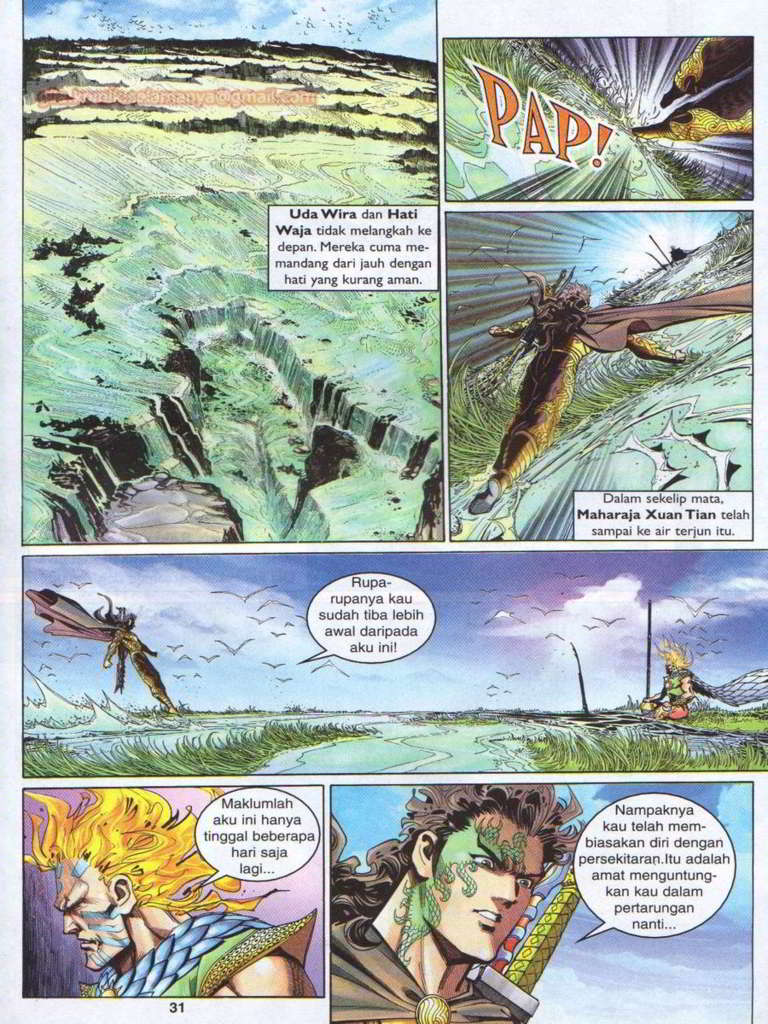 Uda Wira dan Hati
Waja tidak melangkah ke
depan. Mereka cuma me-
mandang dari jauh dengan
hati yang kurang aman.
PAP!
Dalam sekelip mata,
Maharaja Xuan Tian telah
sampai ke air terjun itu.
Rupa-
rupanya kau
sudah tiba lebih
awal daripada
aku ini!
Maklumlah
aku ini hanya
tinggal beberapa
hari saja
lagi...
Nampaknya
kau telah mem-
biasakan diri dengan
persekitaran.Itu adalah
amat menguntung-
kan kau dalam
pertarungan
nanti...
31